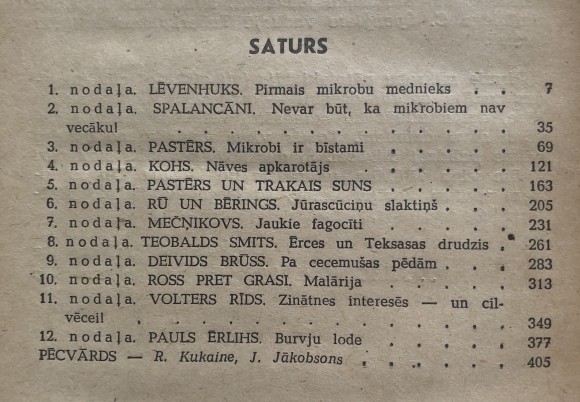 SATURS
1. nodaļa. LĒVENHUKS. Pirmais mikrobu mednieks . . 7
2. nodaļa. SPALANCĀNI. Nevar būt, ka mikrobiem nav
vecāku! . . . . . . . . . . . . 35
3. nodaļa. PASTĒRS. Mikrobi ir bīstami . . . . . 69
4. nodaļa. KOHS. Nāves apkarotājs . . . . . . 121
5. nodaļa. PASTĒRS UN TRAKAIS SUNS . . . . . 163
6. nodaļa. RŪ UN BĒRINGS. Jūrascūciņu slaktiņš . . 205
7. nodaļa. MEČŅIKOVS. Jaukie fagocīti . . . . . 231
8. nodaļa. TEOBALDS SMITS. Ērces un Teksasas drudzis . 261
9. nodaļa. DEIVIDS BRŪSS. Pa cecemušas pēdām . . . 283
10. nodaļa. ROSS PRET GRASI. Malārija . . . . . 313
11. nodaļa. VOLTERS RĪDS. Zinātnes interesēs — un cil-
vēcei! . . . . . . . . . . . . 349
12. nodaļa. PAULS ĒRLIHS. Burvju lode . . . . . 377
PĒCVĀRDS — R. Kukaine, J. Jākobsons . . . . . 405